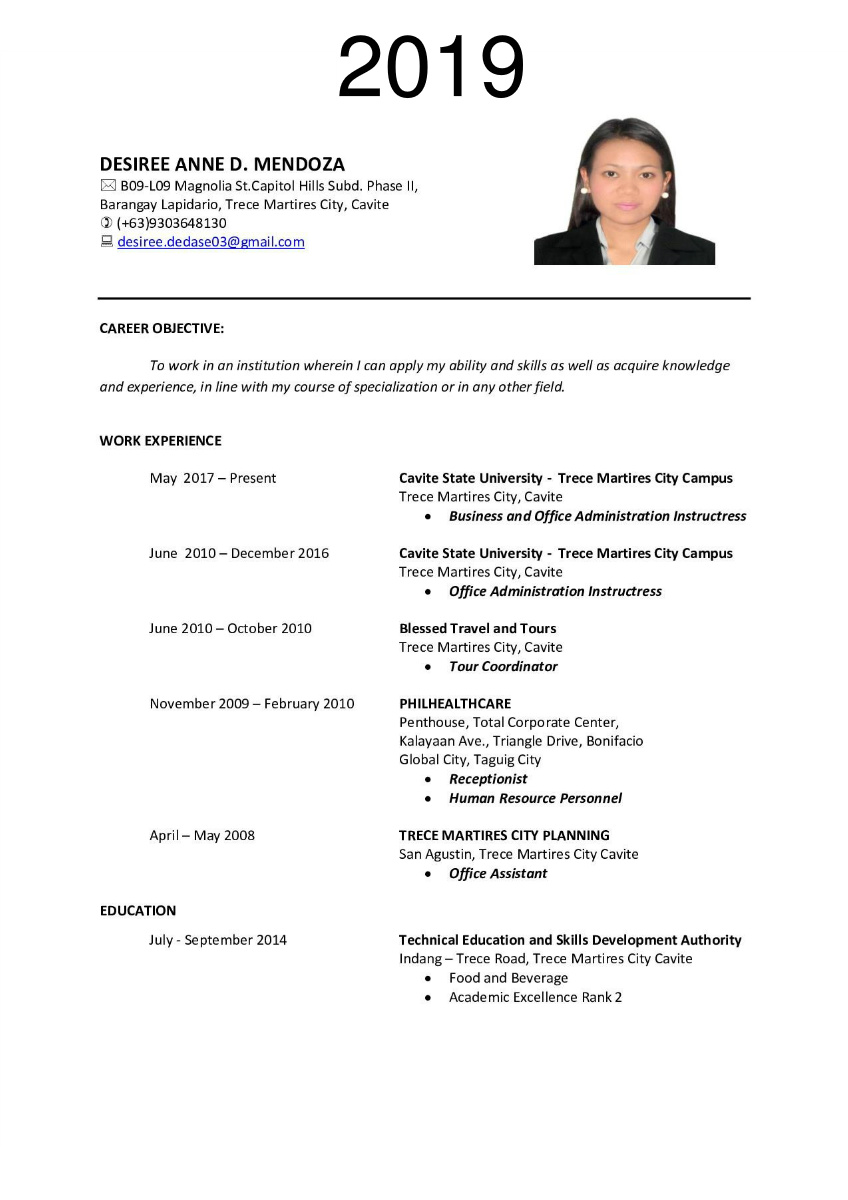 2019
DESIREE ANNE D. MENDOZA
B09-L09 Magnolia St.Capitol Hills Subd. Phase II,
Barangay Lapidario, Trece Martires City, Cavite
(+63)9303648130
desiree.dedase03@gmail.com
CAREER OBJECTIVE:
To work in an institution wherein I can apply my ability and skills as well as acquire knowledge
and experience, in line with my course of specialization or in any other field.
WORK EXPERIENCE
May  2017 – Present
Cavite State University -  Trece Martires City Campus
Trece Martires City, Cavite
• Business and Office Administration Instructress
June  2010 – December 2016
Cavite State University -  Trece Martires City Campus
Trece Martires City, Cavite
• Office Administration Instructress
June 2010 – October 2010
Blessed Travel and Tours
Trece Martires City, Cavite
• Tour Coordinator
November 2009 – February 2010
PHILHEALTHCARE
Penthouse, Total Corporate Center,
Kalayaan Ave., Triangle Drive, Bonifacio
Global City, Taguig City
• Receptionist
• Human Resource Personnel
April – May 2008
TRECE MARTIRES CITY PLANNING
San Agustin, Trece Martires City Cavite
• Office Assistant
EDUCATION
July - September 2014
Technical Education and Skills Development Authority
Indang – Trece Road, Trece Martires City Cavite
• Food and Beverage
• Academic Excellence Rank 2